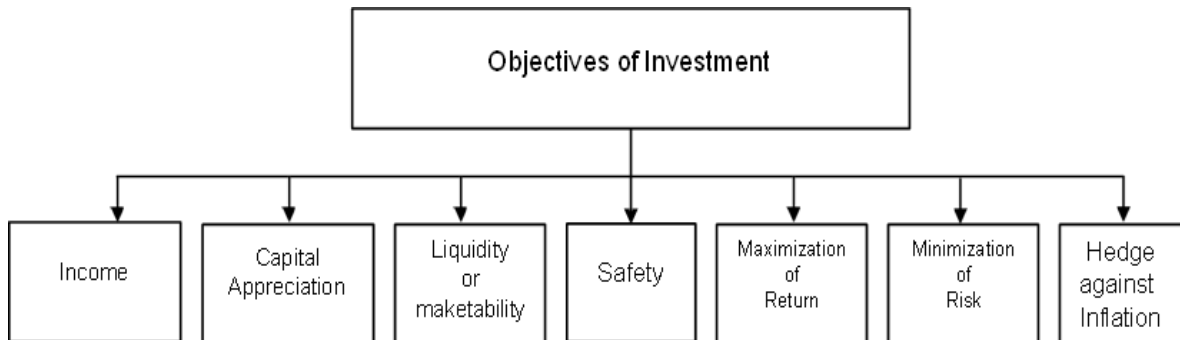 Objectives of Investment
Income
Capital
Appreciation
Liquidity
or
maketability
Safety
Maximization
of
Return
Minimization
of
Risk
Hedge
against
Inflation